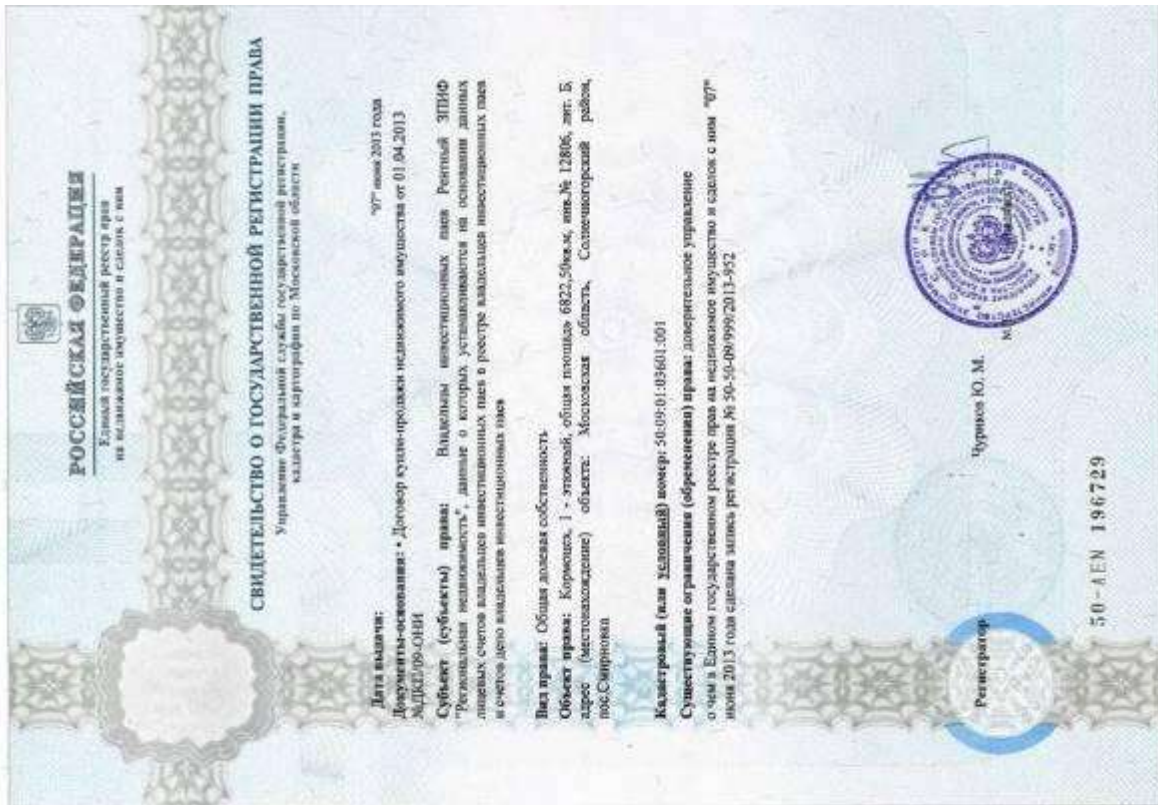 РОССИЙСКАЯ ФЕДЕРАЦИЯ
Единый государственный реестр прав
на недвижимое имущество и сделок с ним
СВИДЕТЕЛЬСТВО О ГОСУДАРСТВЕННОЙ РЕГИСТРАЦИИ ПРАВА
Управление Федеральной службы государственной регистрации,
кадастра и картографии по Московской области
Дата выдачи: "07" июня 2013 года
Документы-основания: • Договор купли-продажи недвижимого имущества от 01.04.2013
№ДКП/09-ОНИ
Субъект (субъекты) права: Владельцы инвестиционных паев Рентный ЗПИФ
"Региональная недвижимость", данные о которых устанавливаются на основании данных
лицевых счетов владельцев инвестиционных паев в реестре владельцев инвестиционных паев
и счетов депо владельцев инвестиционных паев
Вид права: Общая долевая собственность
Объект права: Кормоцех, 1 - этажный, общая площадь 6822,50кв.м, инв.№ 12806, лит. Б,
адрес (местонахождение) объекта: Московская область, Солнечногорский район,
пос.Смирновка
Кадастровый (или условный) номер: 50:09:01:03601:001
Существующие ограничения (обременения) права: доверительное управление
о чем в Едином государственном реестре прав на недвижимое имущество и сделок с ним "07"
июня 2013 года сделана запись регистрации № 50-50-09/999/2013-952
Регистратор Чуриков Ю. М.
50-АЕN 196729